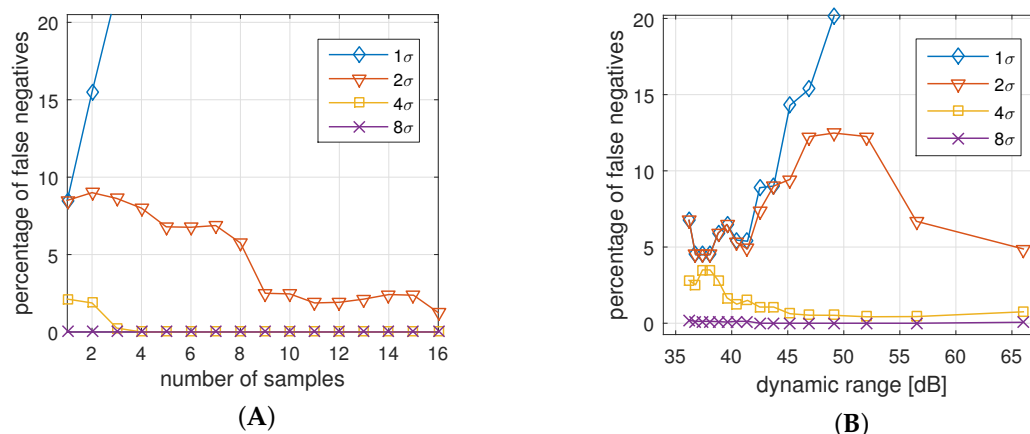 percentage of false negatives
20
15
10
5
0
2 4 6 8 10 12 14 16
number of samples
1σ
2σ
4σ
8σ
(A)
percentage of false negatives
20
15
10
5
0
35 40 45 50 55 60 65
dynamic range [dB]
1σ
2σ
4σ
8σ
(B)